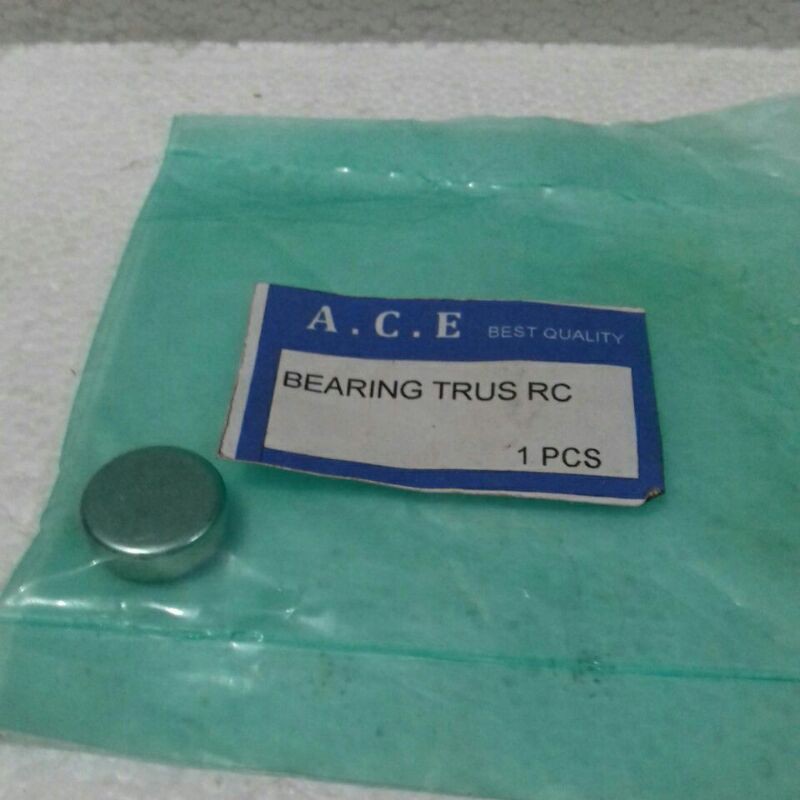 A.C.E BEST QUALITY
BEARING TRUS RC
1 PCS